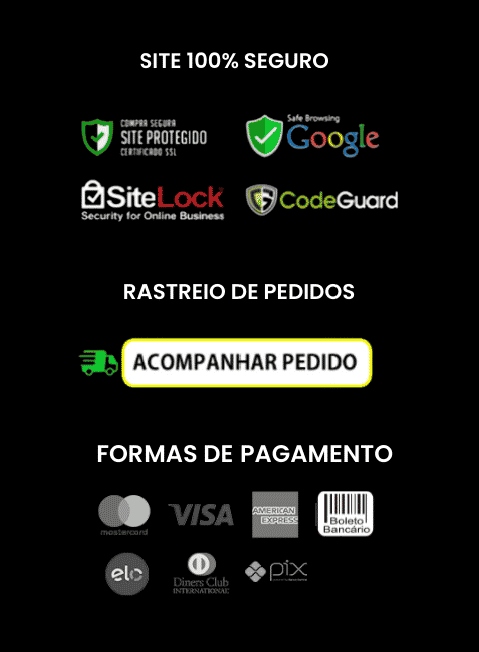 SITE 100% SEGURO
COMPRA SEGURA
SITE PROTEGIDO
CERTIFICADO SSL
Safe Browsing
Google
SiteLock
Security for Online Business
CodeGuard
RASTREIO DE PEDIDOS
ACOMPANHAR PEDIDO
FORMAS DE PAGAMENTO
mastercard
VISA
AMERICAN
EXPRESS
Boleto
Bancário
elo
Diners Club
INTERNATIONAL
pix